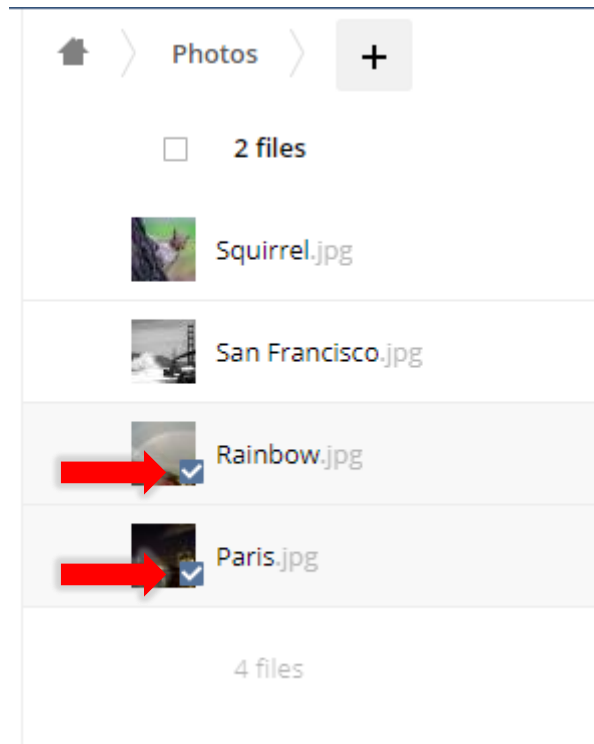 Photos +
2 files
Squirrel.jpg
San Francisco.jpg
Rainbow.jpg
Paris.jpg
4 files